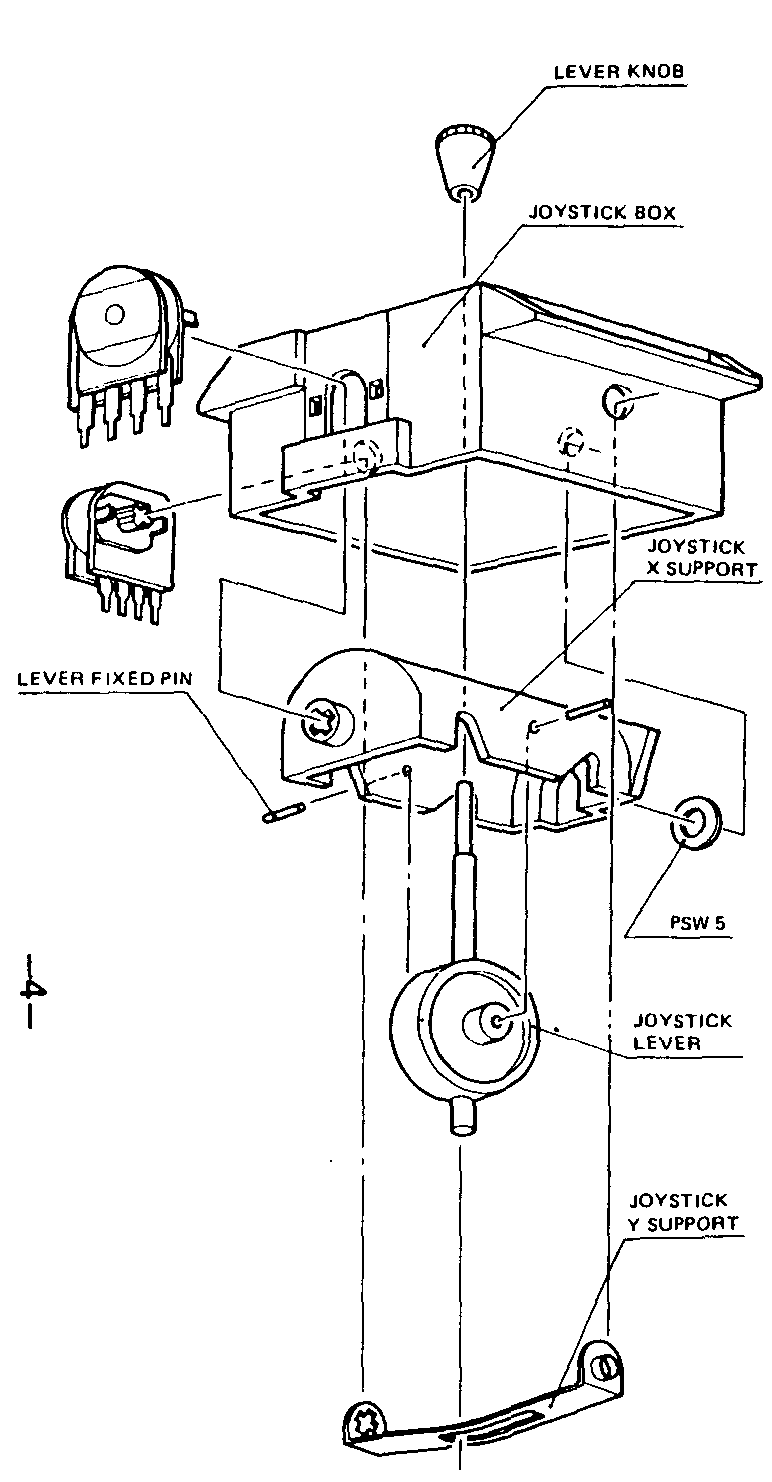 LEVER KNOB
JOYSTICK BOX
JOYSTICK
X SUPPORT
LEVER FIXED PIN
PSW 5
—4—
JOYSTICK
LEVER
JOYSTICK
Y SUPPORT